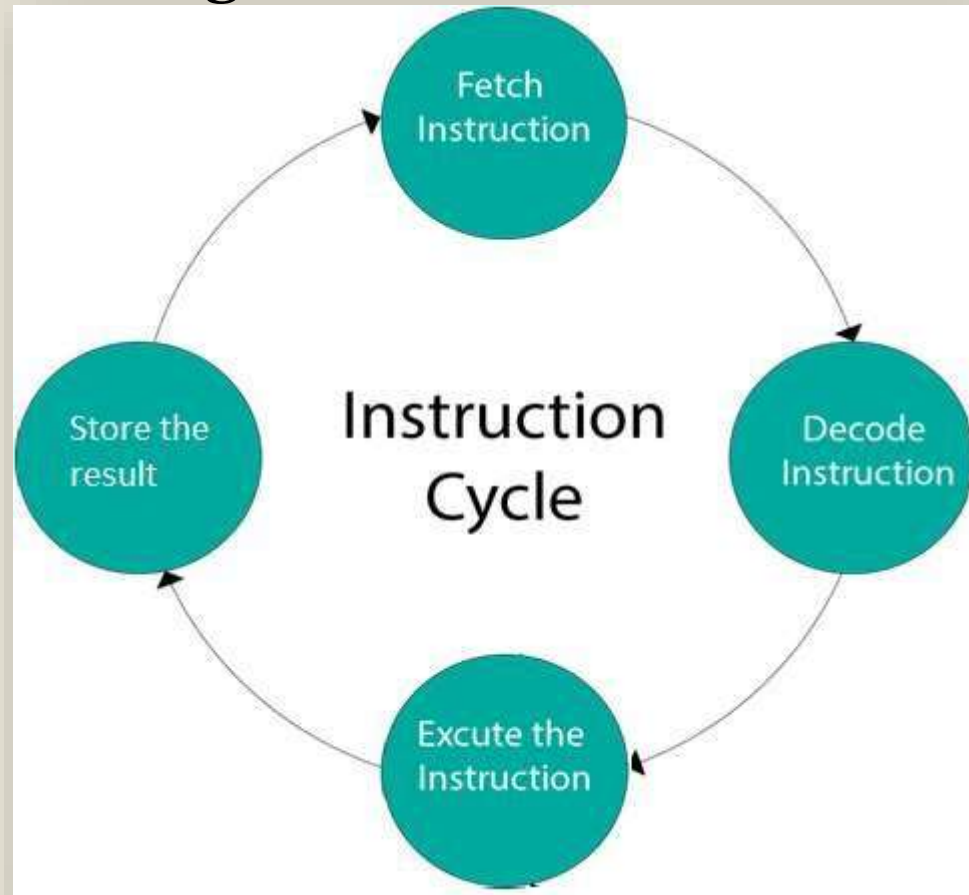 Fetch
Instruction
Decode
Instruction
Excute the
Instruction
Store the
result
Instruction
Cycle